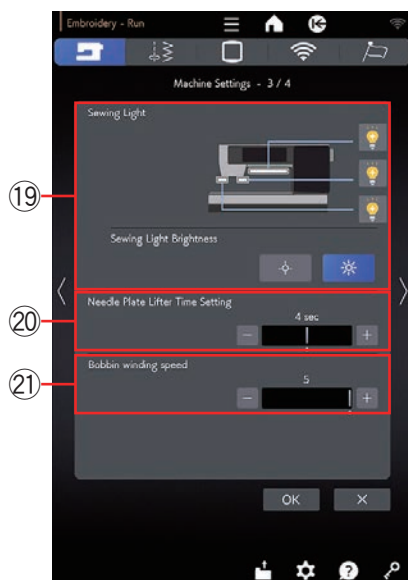 Embroidery - Run
Machine Settings - 3 / 4
Sewing Light
⑲
Sewing Light Brightness
Needle Plate Lifter Time Setting
⑳
4 sec
− +
Bobbin winding speed
㉑
5
− +
OK ×
?